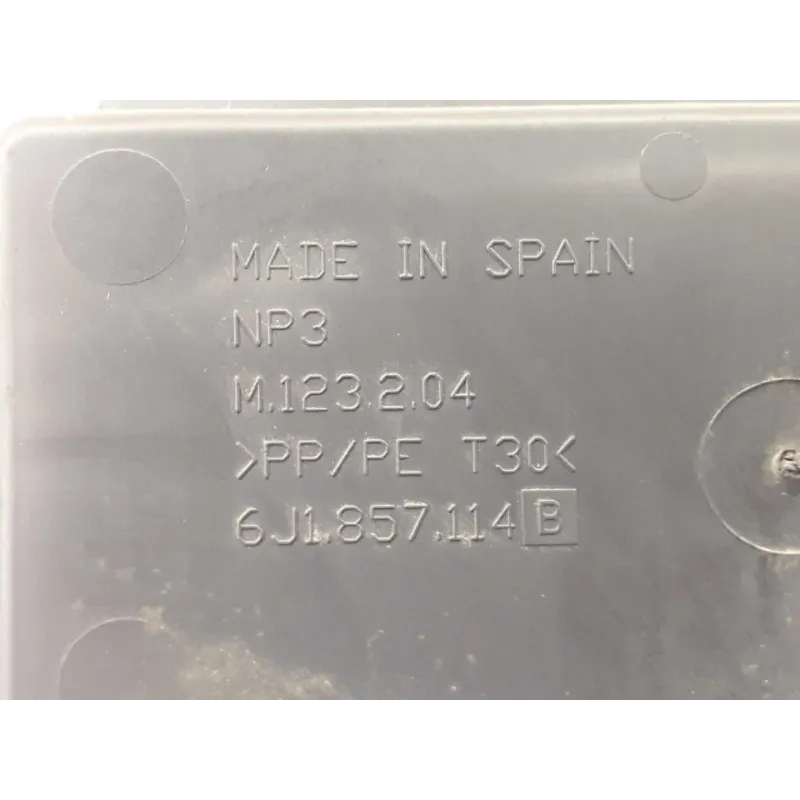 MADE IN SPAIN
NP3
M.123.2.04
>PP/PE T30<
6J1.857.114 B